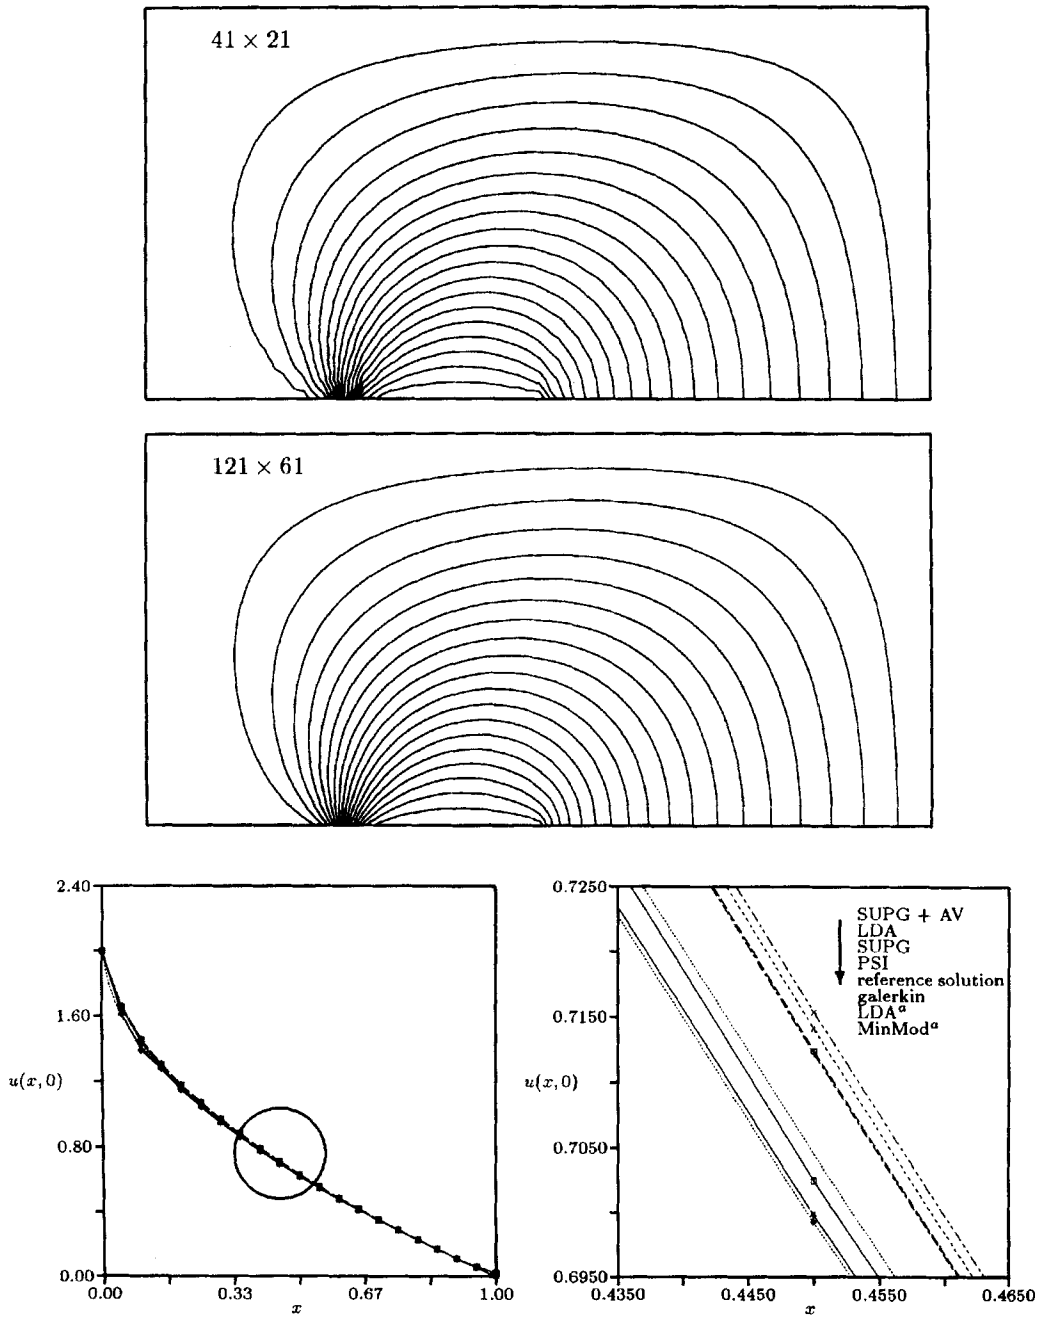 41 × 21
121 × 61
2.40
1.60
u(x,0)
0.80
0.00
0.00 0.33 0.67 1.00
x
0.7250
SUPG + AV
LDA
SUPG
PSI
reference solution
galerkin
LDAᵃ
MinModᵃ
0.7150
u(x,0)
0.7050
0.6950
0.4350 0.4450 0.4550 0.4650
x